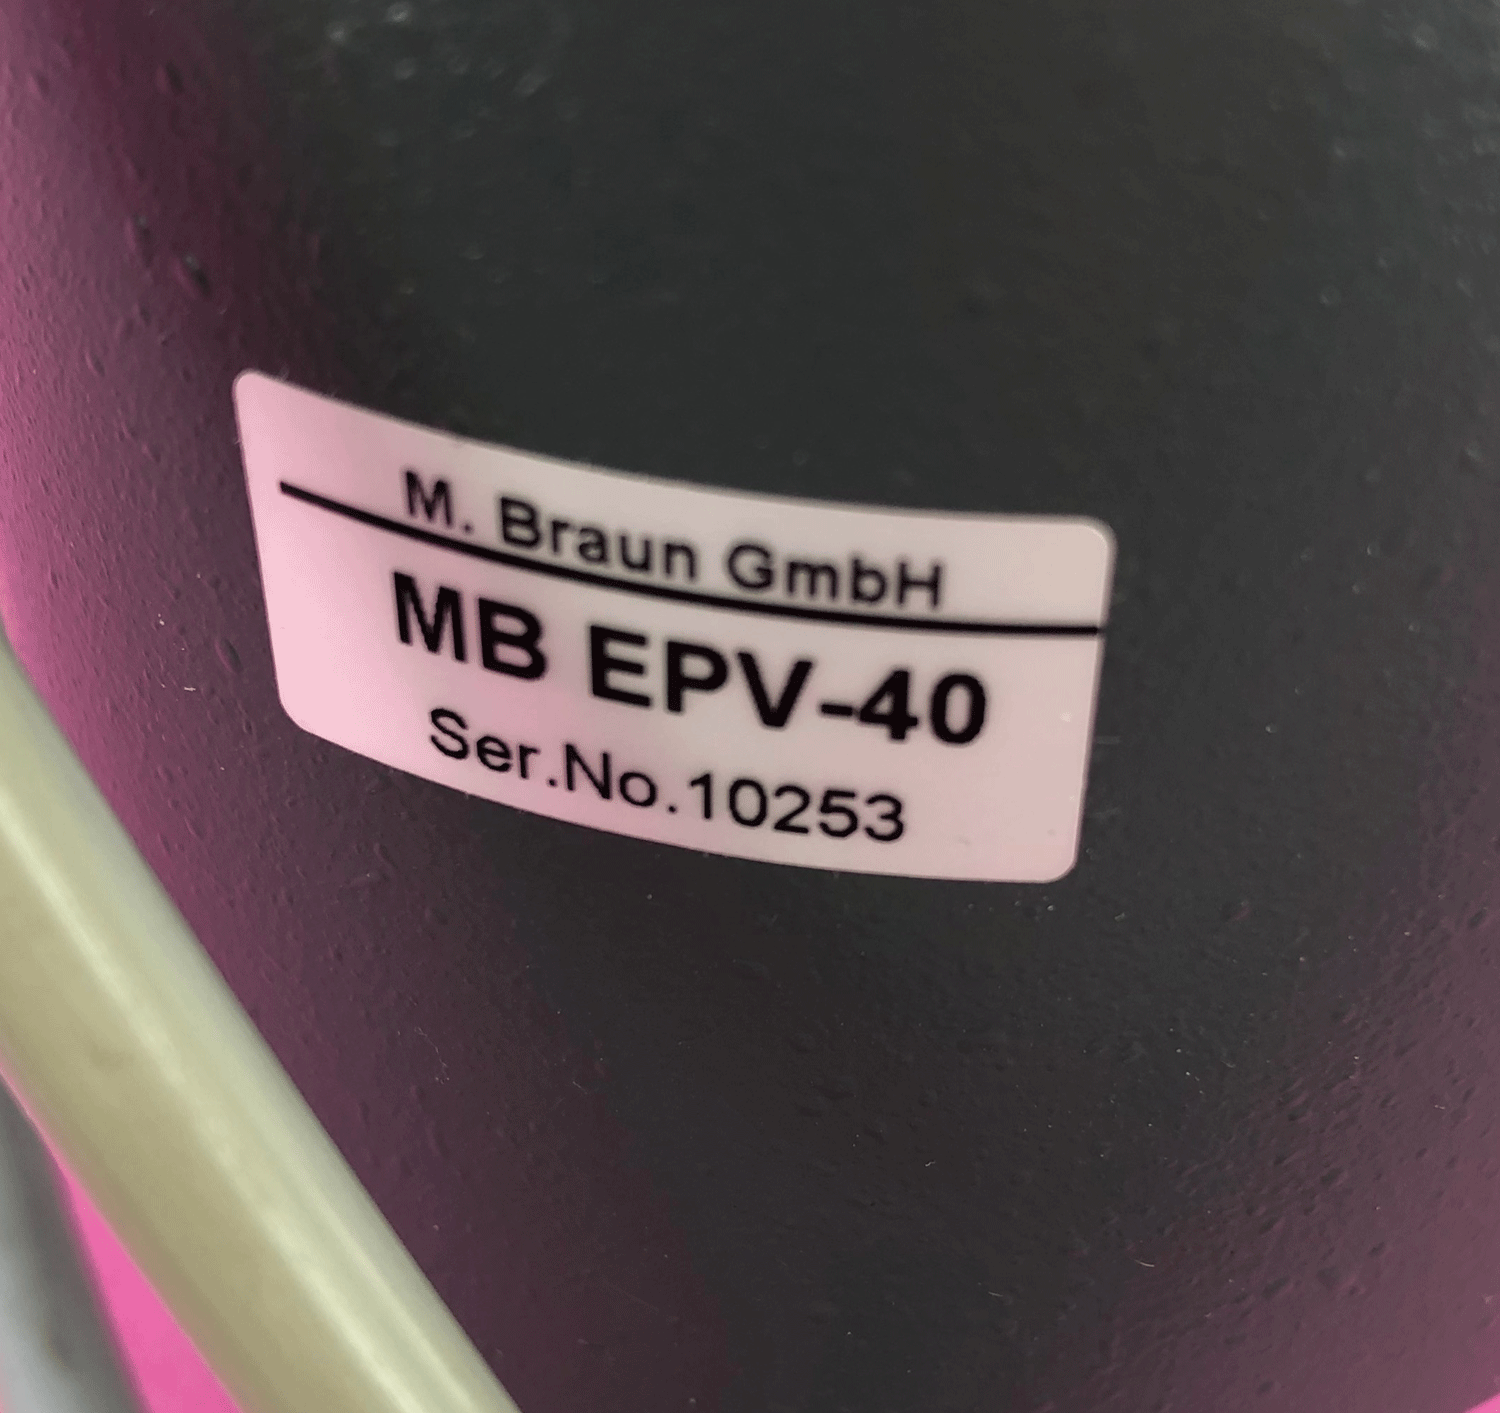 M. Braun GmbH
MB EPV-40
Ser.No.10253